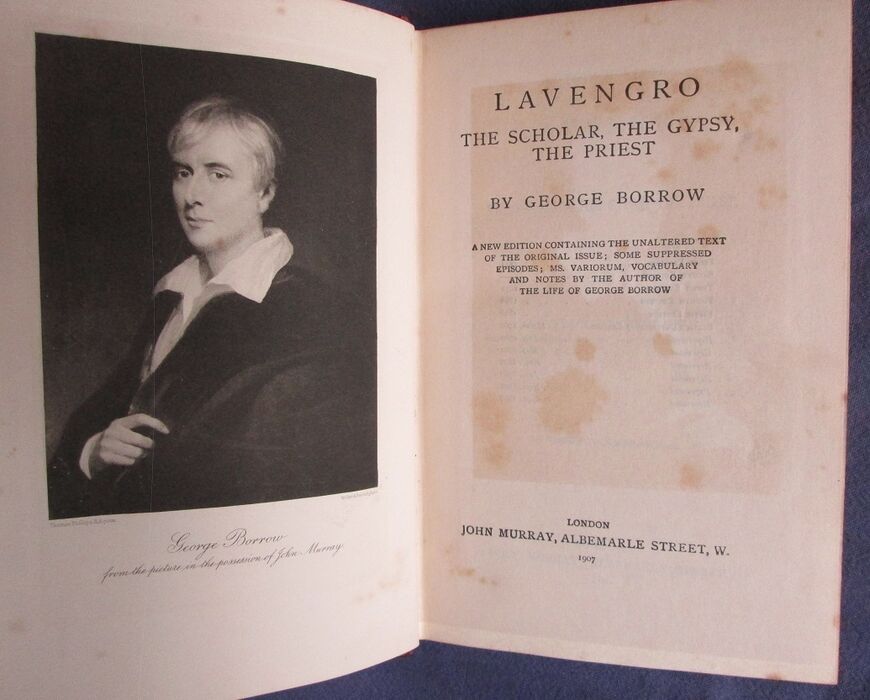 George Borrow
from the picture in the possession of John Murray
LAVENGRO
THE SCHOLAR, THE GYPSY,
THE PRIEST
BY GEORGE BORROW
A NEW EDITION CONTAINING THE UNALTERED TEXT
OF THE ORIGINAL ISSUE; SOME SUPPRESSED
EPISODES; MS. VARIORUM, VOCABULARY
AND NOTES BY THE AUTHOR OF
THE LIFE OF GEORGE BORROW
LONDON
JOHN MURRAY, ALBEMARLE STREET, W.
1907